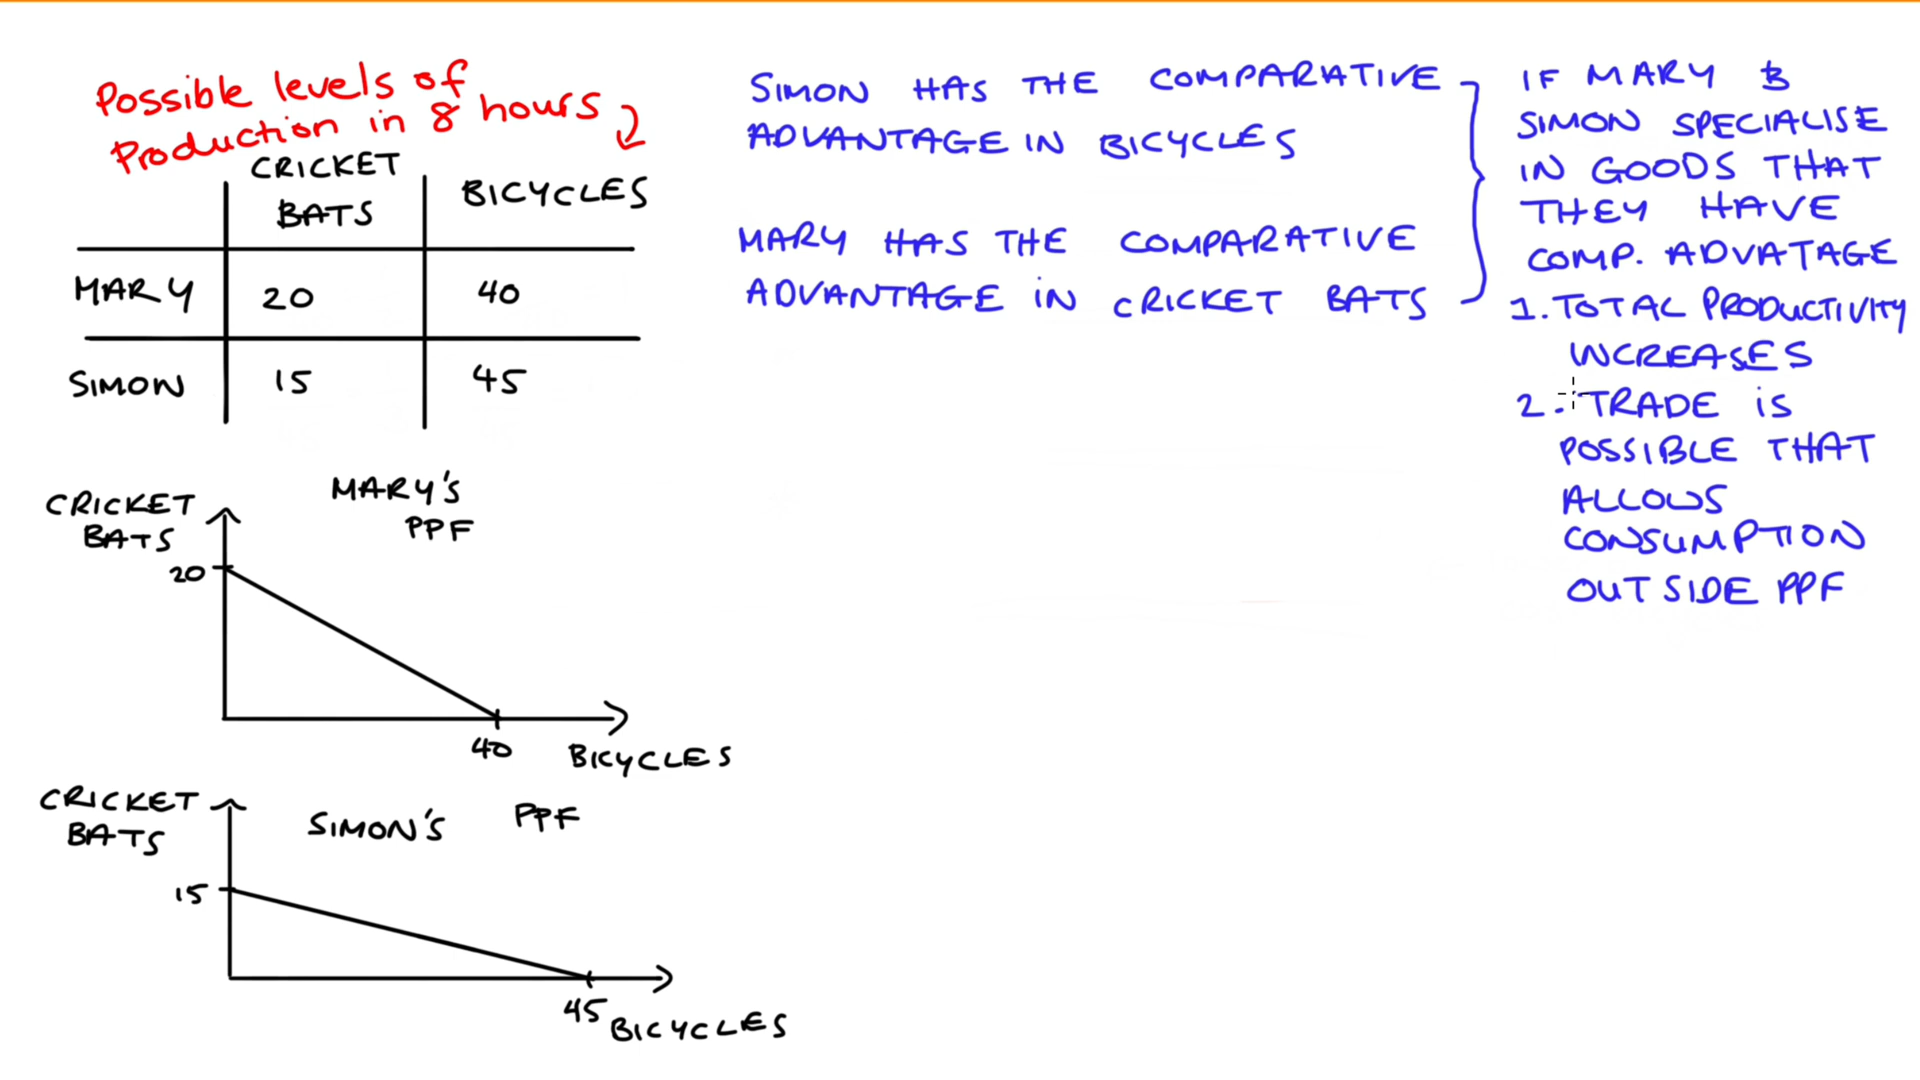 Possible levels of
Production in 8 hours
CRICKET
BATS
BICYCLES
MARY
20
40
SIMON
15
45
MARY'S
PPF
CRICKET
BATS
20
40
BICYCLES
SIMON'S PPF
CRICKET
BATS
15
45
BICYCLES
SIMON HAS THE COMPARATIVE
ADVANTAGE IN BICYCLES
MARY HAS THE COMPARATIVE
ADVANTAGE IN CRICKET BATS
IF MARY &
SIMON SPECIALISE
IN GOODS THAT
THEY HAVE
COMP. ADVATAGE
1. TOTAL PRODUCTIVITY
INCREASES
2. TRADE IS
POSSIBLE THAT
ALLOWS
CONSUMPTION
OUTSIDE PPF